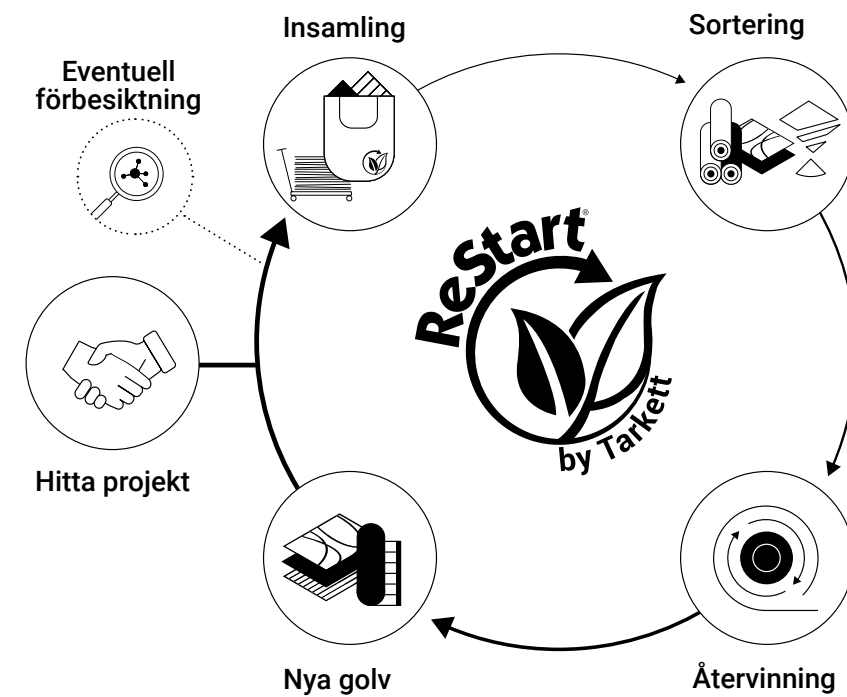 Insamling
Sortering
Eventuell
förbesiktning
ReStart®
by Tarkett
Hitta projekt
Nya golv
Återvinning